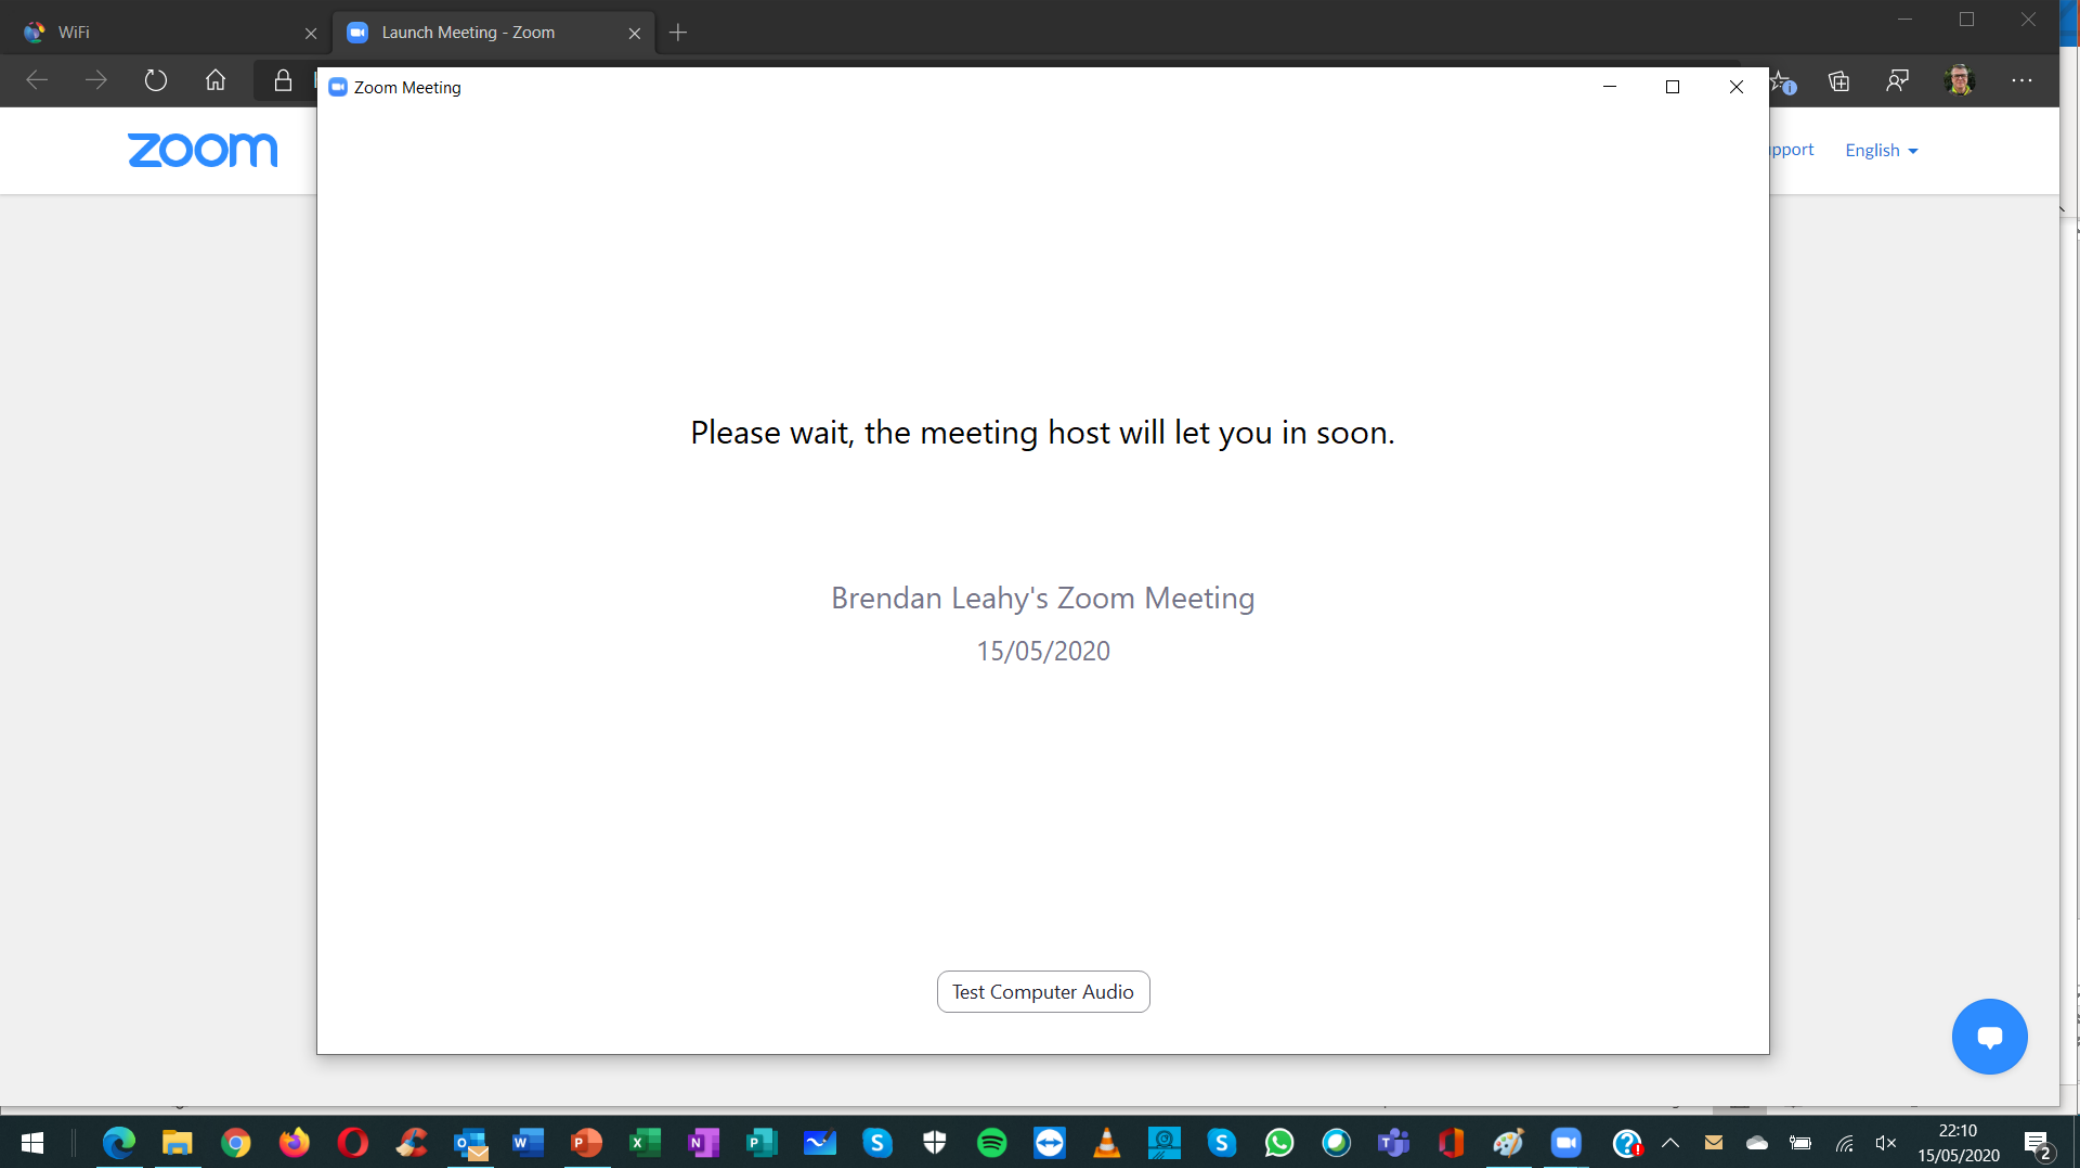 WiFi
Launch Meeting - Zoom
Zoom Meeting
zoom
pport
English
Please wait, the meeting host will let you in soon.
Brendan Leahy's Zoom Meeting
15/05/2020
Test Computer Audio
22:10
15/05/2020
2